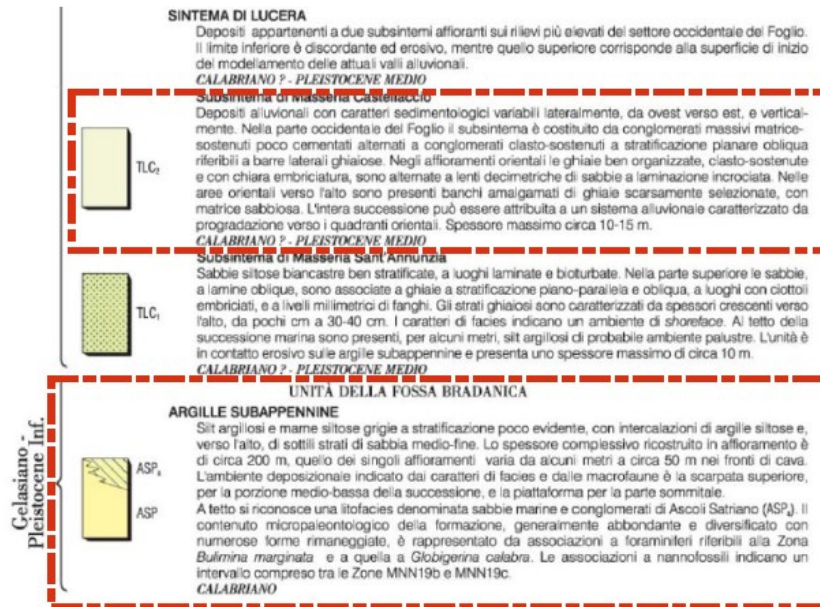 SINTEMA DI LUCERA
Depositi appartenenti a due subsintemi affioranti sui rilievi più elevati del settore occidentale del Foglio.
Il limite inferiore è discordante ed erosivo, mentre quello superiore corrisponde alla superficie di inizio
del modellamento delle attuali valli alluvionali.
CALABRIANO ? - PLEISTOCENE MEDIO
Subsintema di Masseria Castellaccio
Depositi alluvionali con caratteri sedimentologici variabili lateralmente, da ovest verso est, e vertical-
mente. Nella parte occidentale del Foglio il subsintema è costituito da conglomerati massivi matrice-
sostenuti poco cementati alternati a conglomerati clasto-sostenuti a stratificazione planare obliqua
riferibili a barre laterali ghiaiose. Negli affioramenti orientali le ghiaie ben organizzate, clasto-sostenute
e con chiara embriciatura, sono alternate a lenti decimetriche di sabbie a laminazione incrociata. Nelle
aree orientali verso l'alto sono presenti banchi amalgamati di ghiaie scarsamente selezionate, con
matrice sabbiosa. L'intera successione può essere attribuita a un sistema alluvionale caratterizzato da
progradazione verso i quadranti orientali. Spessore massimo circa 10-15 m.
CALABRIANO ? - PLEISTOCENE MEDIO
TLC₂
Subsintema di Masseria Sant'Annunzia
Sabbie siltose biancastre ben stratificate, a luoghi laminate e bioturbate. Nella parte superiore le sabbie,
a lamine oblique, sono associate a ghiaie a stratificazione piano-parallela e obliqua, a luoghi con ciottoli
embriciati, e a livelli millimetrici di fanghi. Gli strati ghiaiosi sono caratterizzati da spessori crescenti verso
l'alto, da pochi cm a 30-40 cm. I caratteri di facies indicano un ambiente di shoreface. Al tetto della
successione marina sono presenti, per alcuni metri, silt argillosi di probabile ambiente palustre. L'unità è
in contatto erosivo sulle argille subappennine e presenta uno spessore massimo di circa 10 m.
CALABRIANO ? - PLEISTOCENE MEDIO
TLC₁
UNITÀ DELLA FOSSA BRADANICA
ARGILLE SUBAPPENNINE
Silt argillosi e marne siltose grigie a stratificazione poco evidente, con intercalazioni di argille siltose e,
verso l'alto, di sottili strati di sabbia medio-fine. Lo spessore complessivo ricostruito in affioramento è
di circa 200 m, quello dei singoli affioramenti varia da alcuni metri a circa 50 m nei fronti di cava.
L'ambiente deposizionale indicato dai caratteri di facies e dalle macrofaune è la scarpata superiore,
per la porzione medio-bassa della successione, e la piattaforma per la parte sommitale.
A tetto si riconosce una litofacies denominata sabbie marine e conglomerati di Ascoli Satriano (ASPₐ). Il
contenuto micropaleontologico della formazione, generalmente abbondante e diversificato con
numerose forme rimaneggiate, è rappresentato da associazioni a foraminiferi riferibili alla Zona
Bulimina marginata e a quella a Globigerina calabra. Le associazioni a nannofossili indicano un
intervallo compreso tra le Zone MNN19b e MNN19c.
CALABRIANO
ASPₐ
ASP
Gelasiano -
Pleistocene Inf.